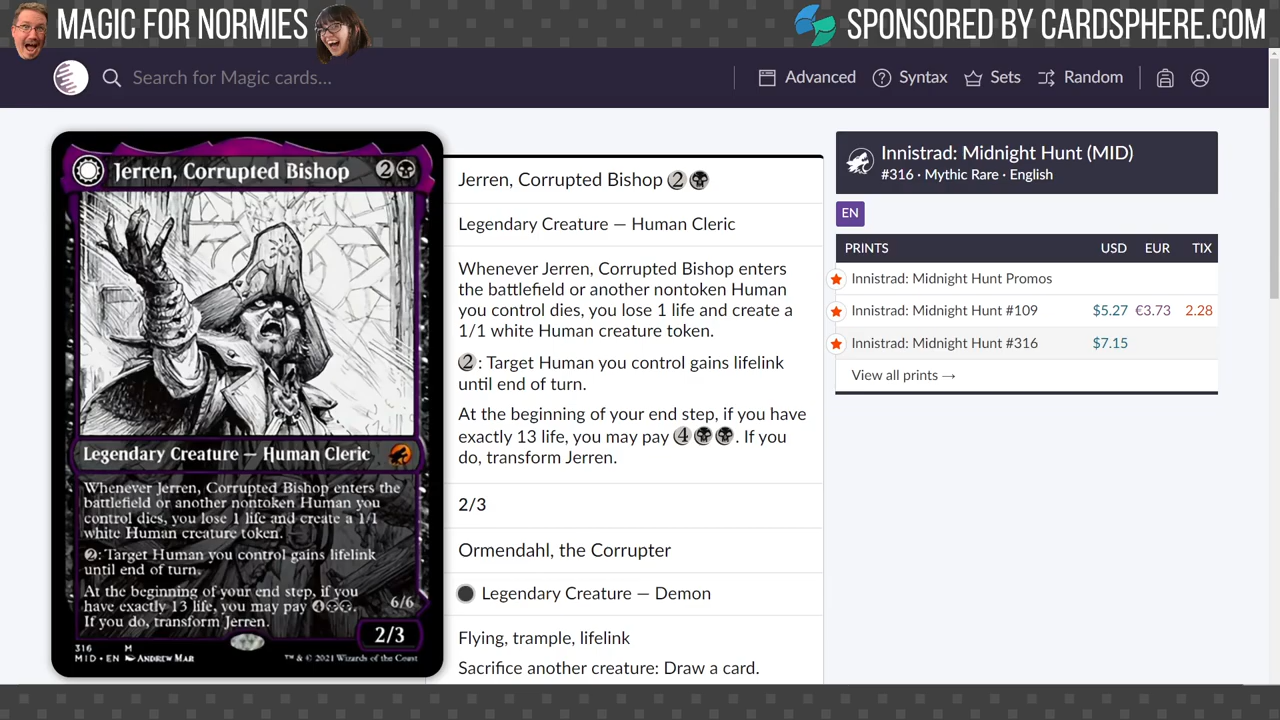 MAGIC FOR NORMIES
SPONSORED BY CARDSPHERE.COM
Search for Magic cards...
Advanced
Syntax
Sets
Random
Jerren, Corrupted Bishop 2
Legendary Creature — Human Cleric
Whenever Jerren, Corrupted Bishop enters the
battlefield or another nontoken Human you
control dies, you lose 1 life and create a 1/1
white Human creature token.
2: Target Human you control gains lifelink
until end of turn.
At the beginning of your end step, if you
have exactly 13 life, you may pay 4.
If you do, transform Jerren.
6/6
2/3
316 M
MID • EN ANDREW MAR
™ & © 2021 Wizards of the Coast
Jerren, Corrupted Bishop 2
Legendary Creature — Human Cleric
Whenever Jerren, Corrupted Bishop enters
the battlefield or another nontoken Human
you control dies, you lose 1 life and create a
1/1 white Human creature token.
2: Target Human you control gains lifelink
until end of turn.
At the beginning of your end step, if you have
exactly 13 life, you may pay 4. If you
do, transform Jerren.
2/3
Ormendahl, the Corrupter
Legendary Creature — Demon
Flying, trample, lifelink
Sacrifice another creature: Draw a card.
Innistrad: Midnight Hunt (MID)
#316 · Mythic Rare · English
EN
PRINTS USD EUR TIX
Innistrad: Midnight Hunt Promos
Innistrad: Midnight Hunt #109 $5.27 €3.73 2.28
Innistrad: Midnight Hunt #316 $7.15
View all prints →